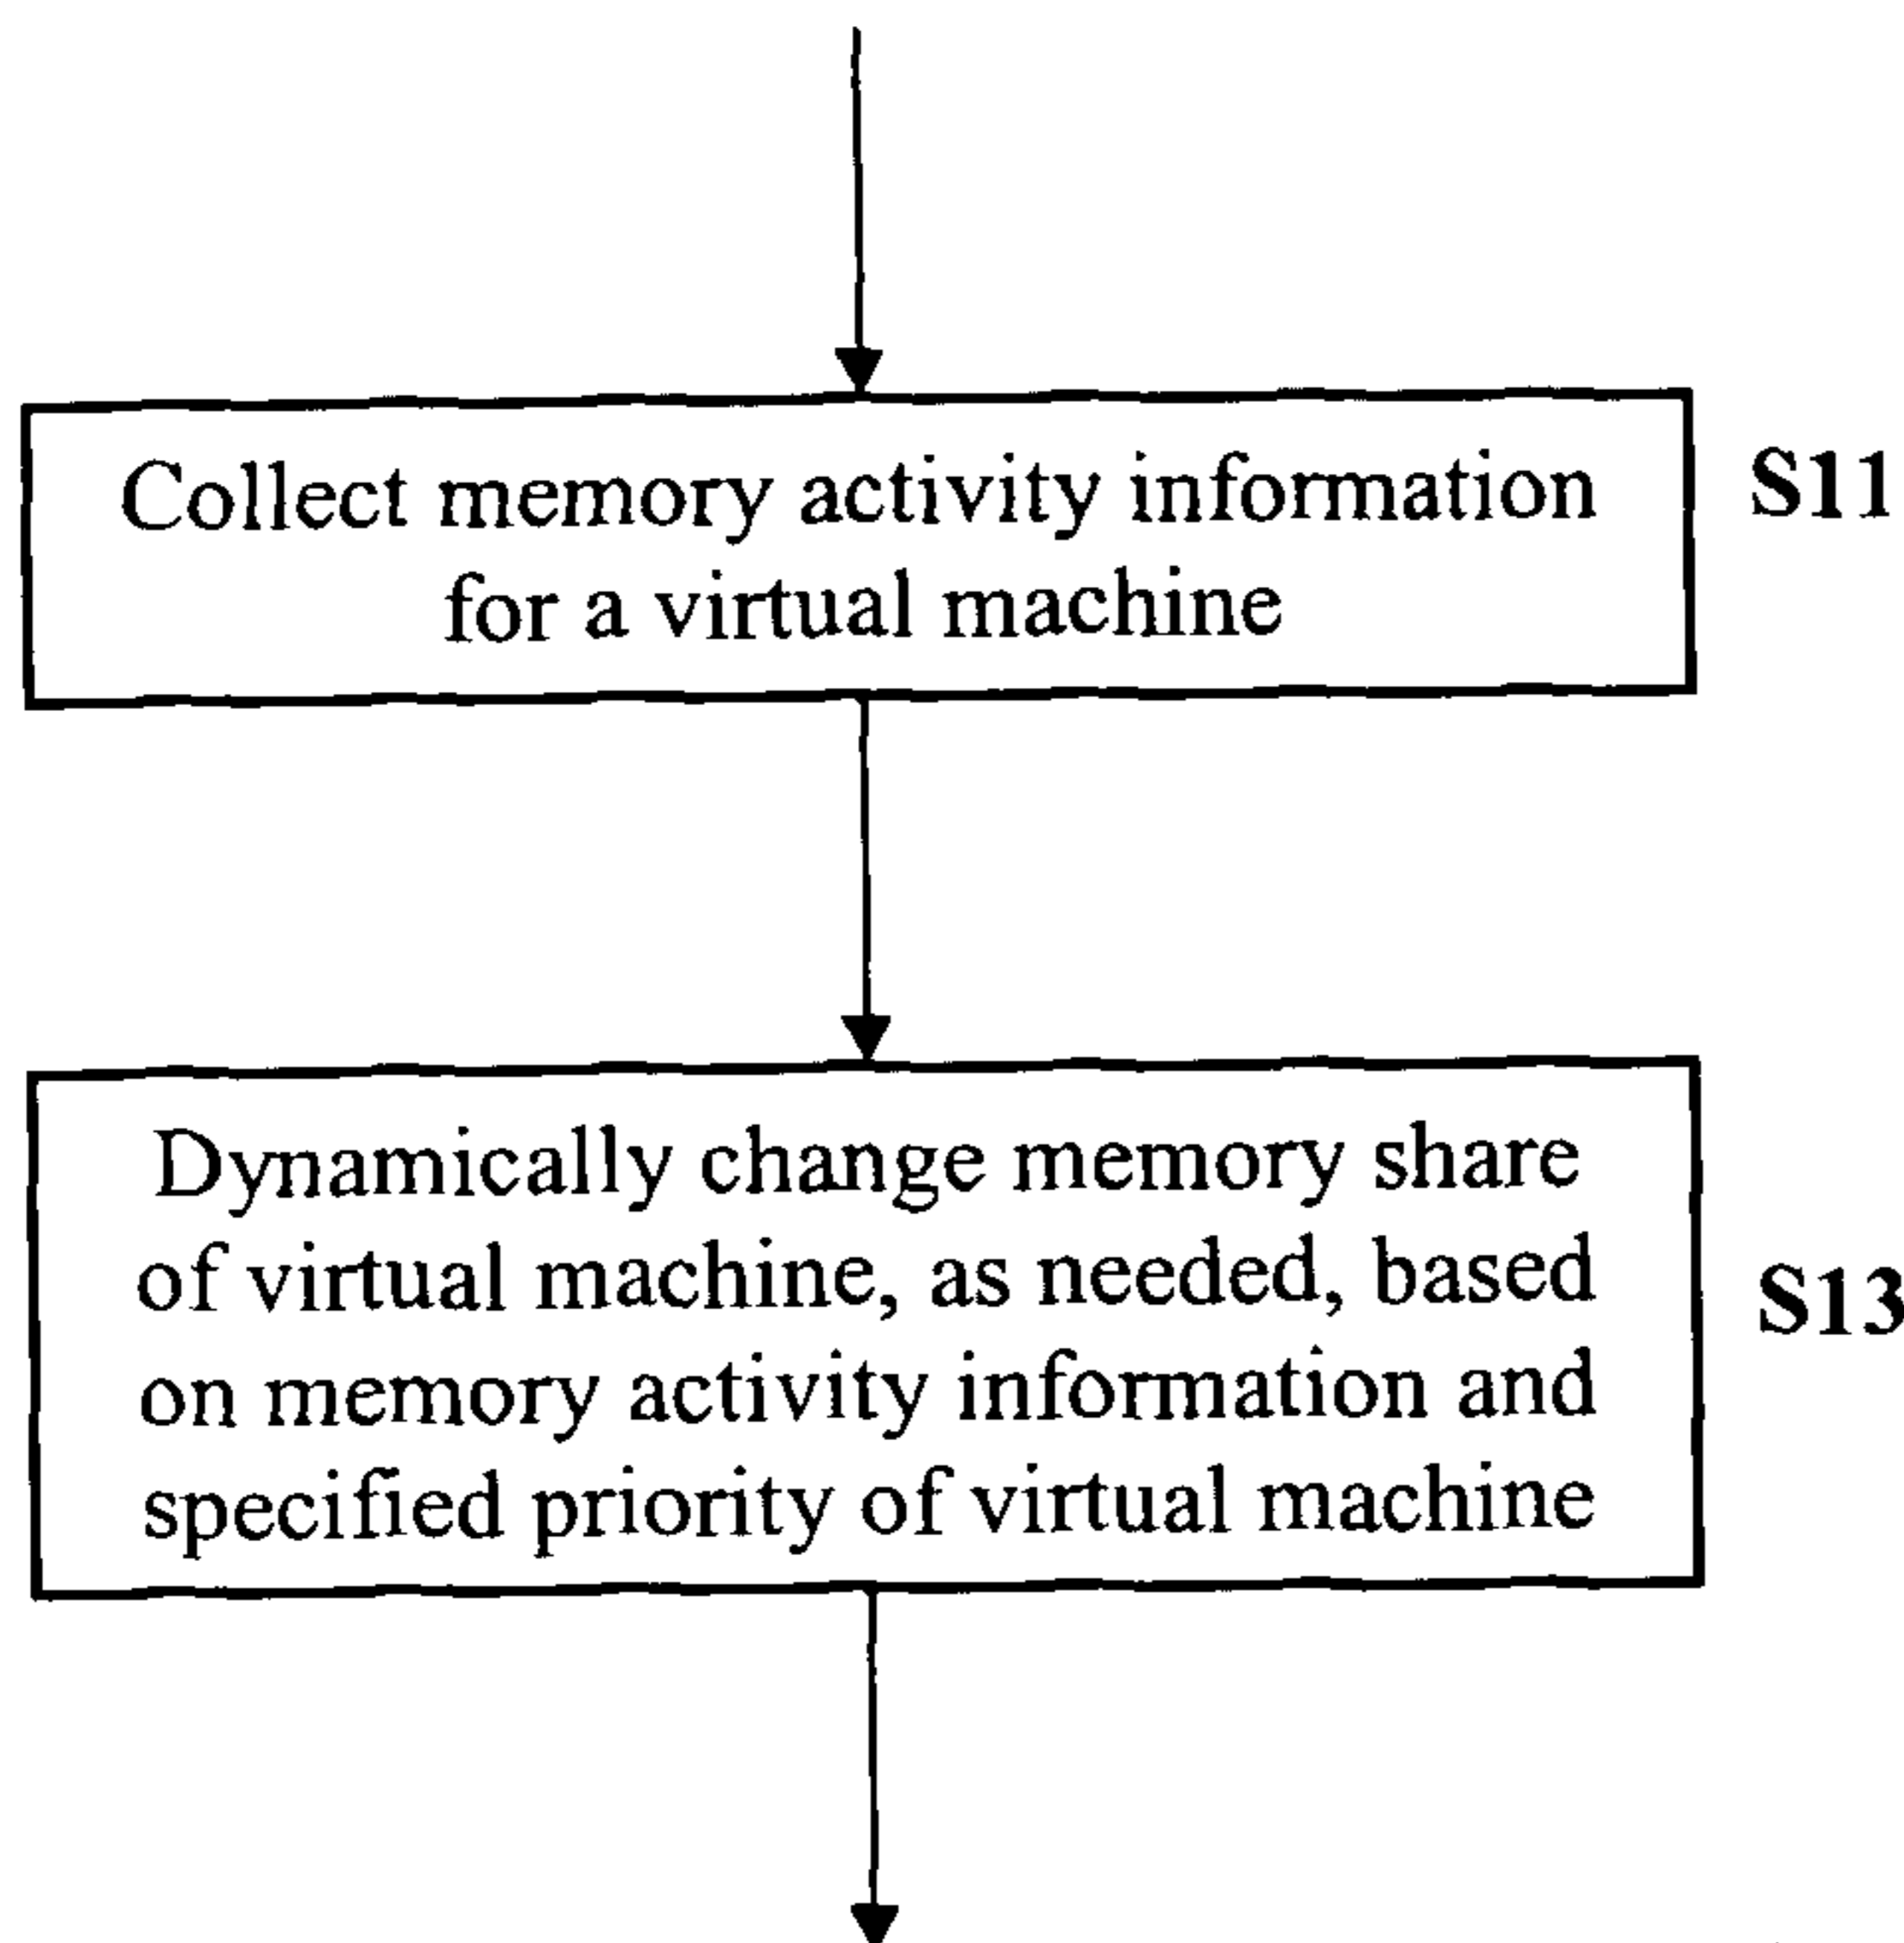 Collect memory activity information
for a virtual machine
S11
Dynamically change memory share
of virtual machine, as needed, based
on memory activity information and
specified priority of virtual machine
S13